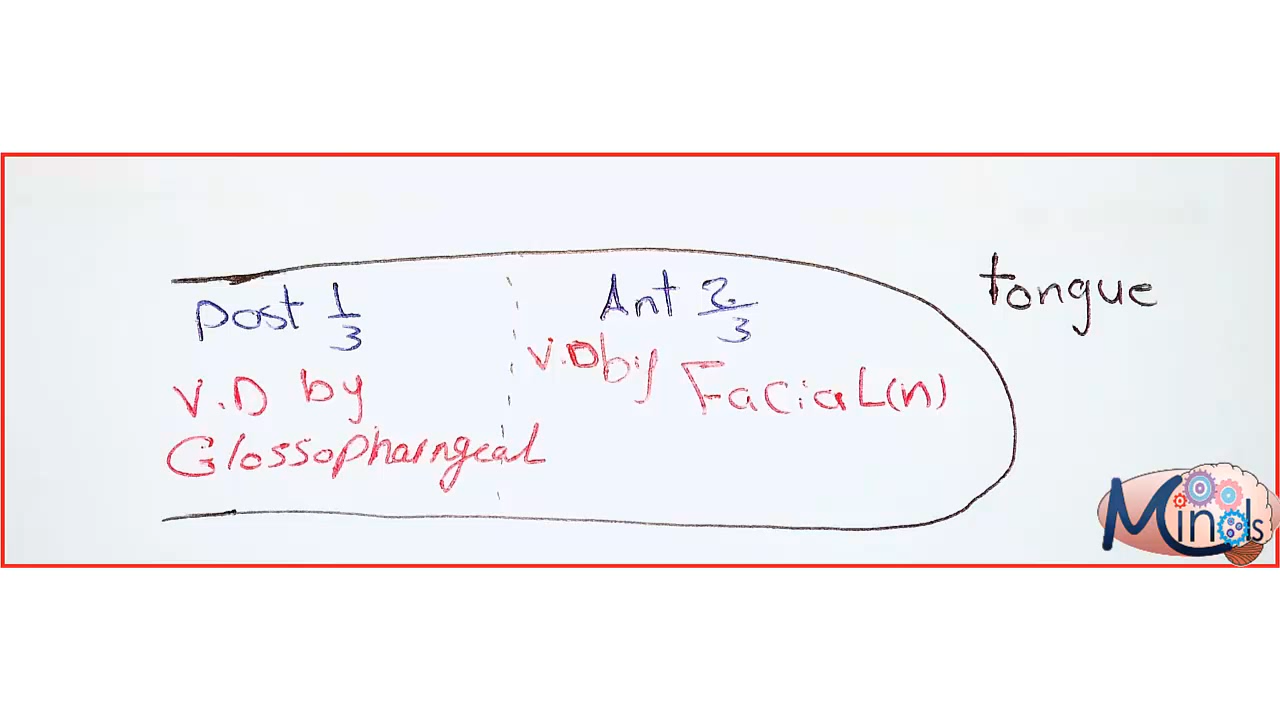 tongue
post 1/3
V.D by
Glossopharngeal
Ant 2/3
V.D by Facial(n)
Minds